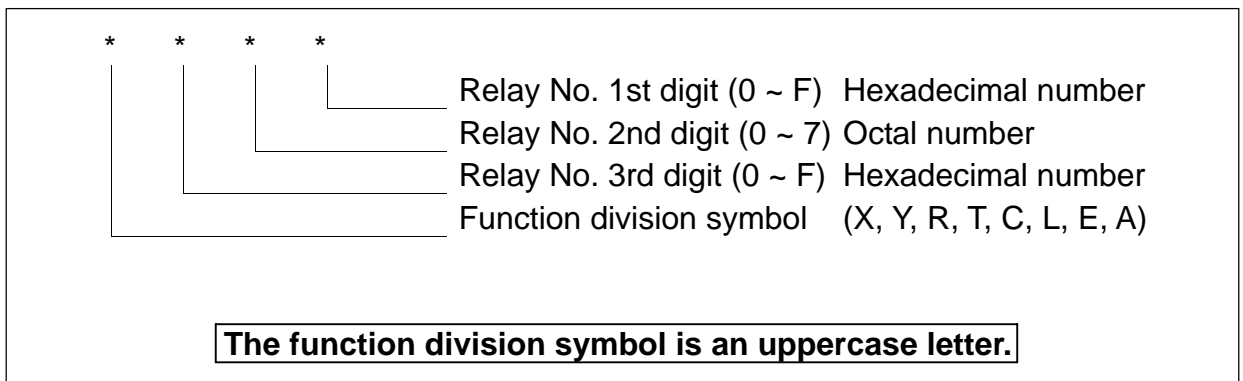 * * * *
Relay No. 1st digit (0 ~ F) Hexadecimal number
Relay No. 2nd digit (0 ~ 7) Octal number
Relay No. 3rd digit (0 ~ F) Hexadecimal number
Function division symbol (X, Y, R, T, C, L, E, A)
The function division symbol is an uppercase letter.